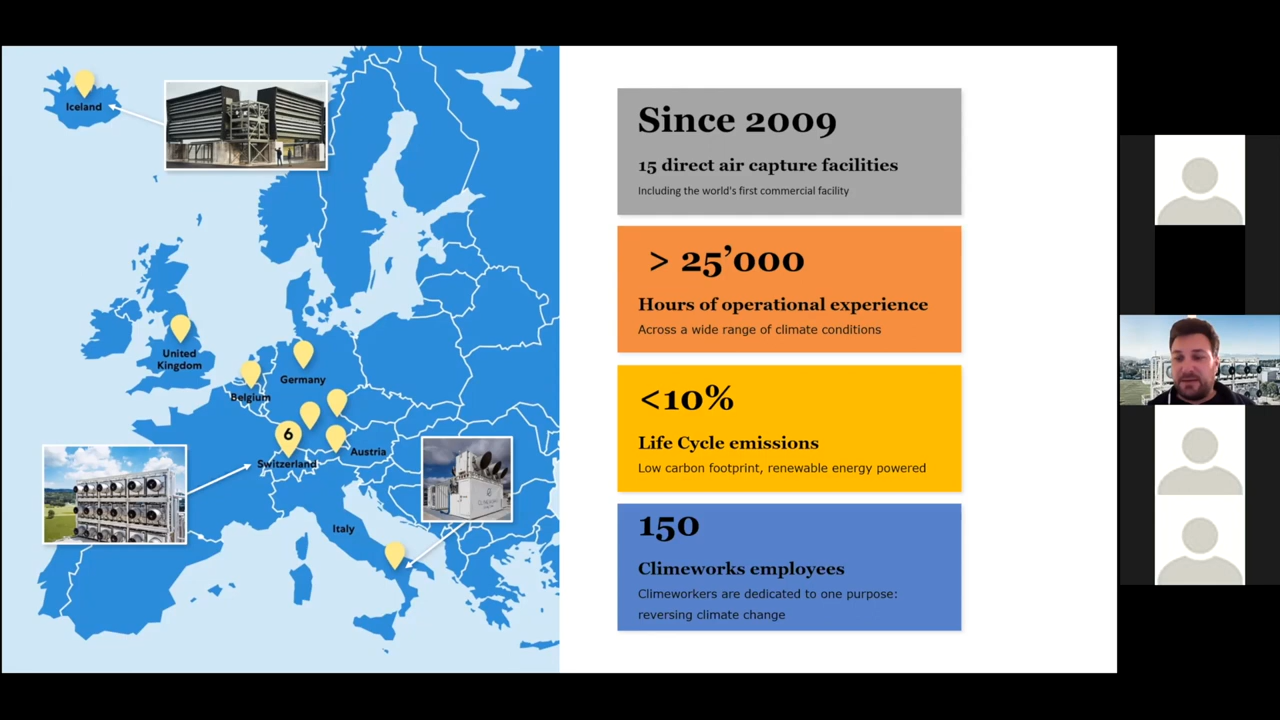 Iceland
United
Kingdom
Germany
Belgium
6
Switzerland
Austria
Italy
Since 2009
15 direct air capture facilities
Including the world's first commercial facility
> 25’000
Hours of operational experience
Across a wide range of climate conditions
<10%
Life Cycle emissions
Low carbon footprint, renewable energy powered
150
Climeworks employees
Climeworkers are dedicated to one purpose:
reversing climate change